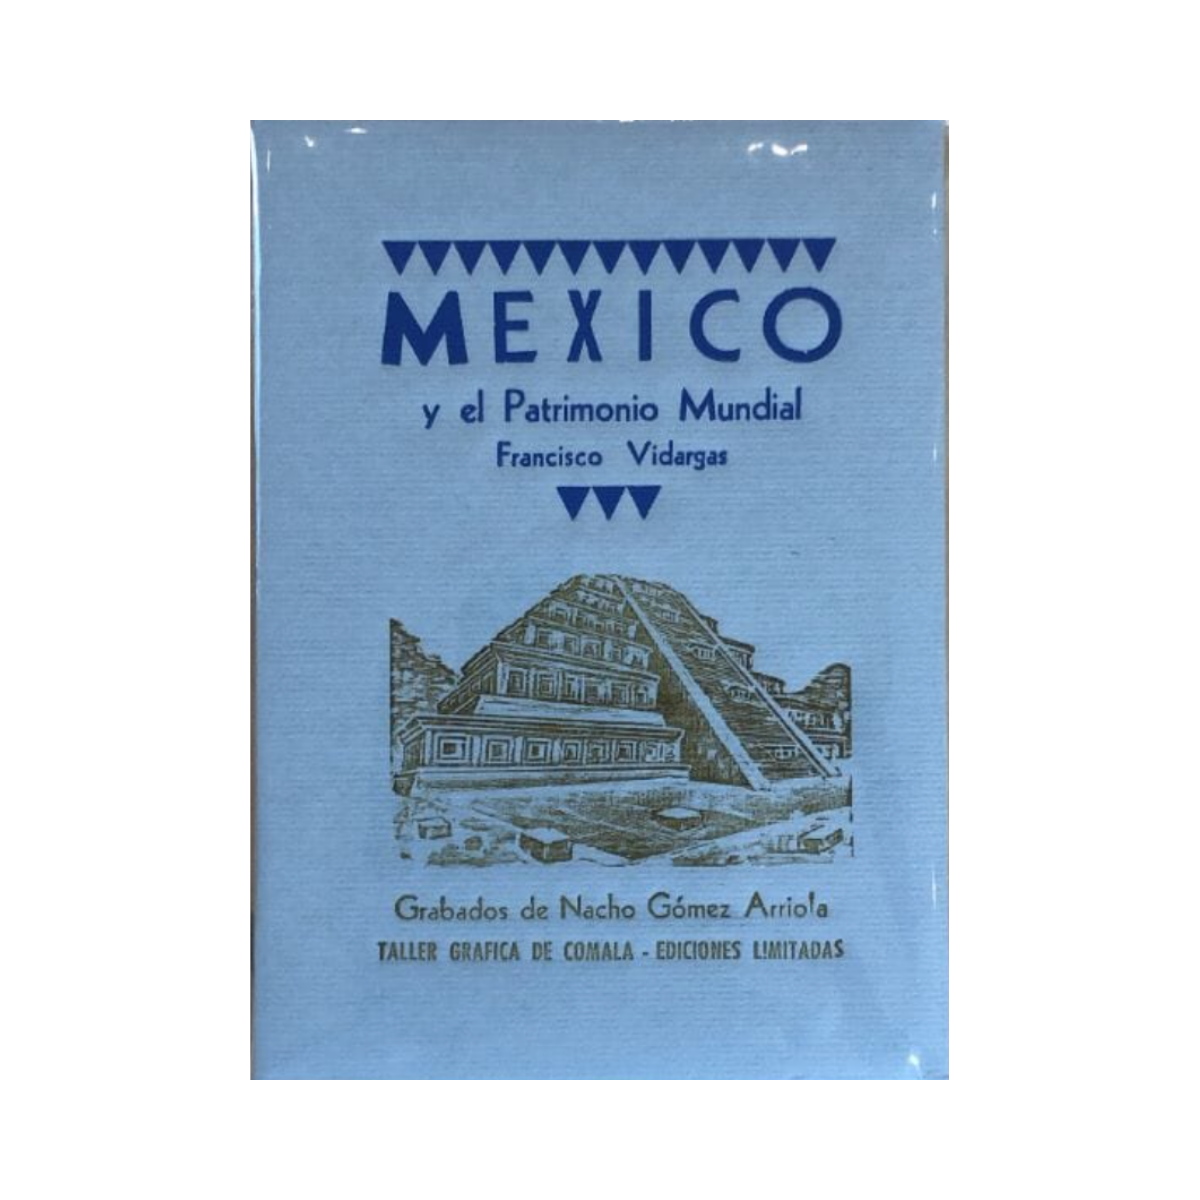 MEXICO
y el Patrimonio Mundial
Francisco Vidargas
Grabados de Nacho Gómez Arriola
TALLER GRAFICA DE COMALA - EDICIONES LIMITADAS